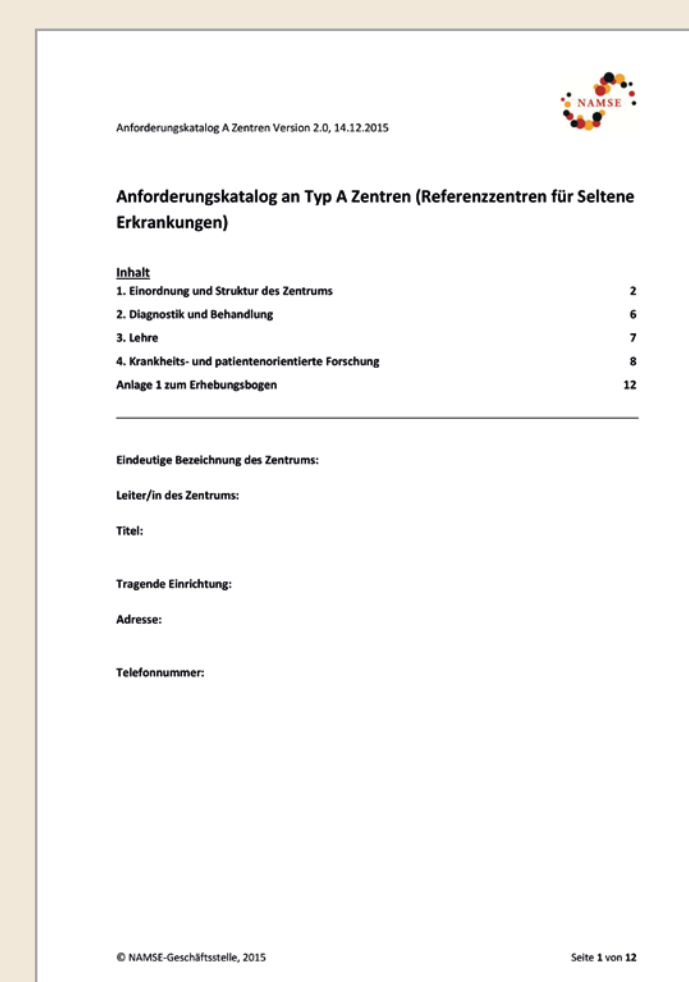 NAMSE
Anforderungskatalog A Zentren Version 2.0, 14.12.2015
Anforderungskatalog an Typ A Zentren (Referenzzentren für Seltene
Erkrankungen)
Inhalt
1. Einordnung und Struktur des Zentrums 2
2. Diagnostik und Behandlung 6
3. Lehre 7
4. Krankheits- und patientenorientierte Forschung 8
Anlage 1 zum Erhebungsbogen 12
Eindeutige Bezeichnung des Zentrums:
Leiter/in des Zentrums:
Titel:
Tragende Einrichtung:
Adresse:
Telefonnummer:
© NAMSE-Geschäftsstelle, 2015 Seite 1 von 12